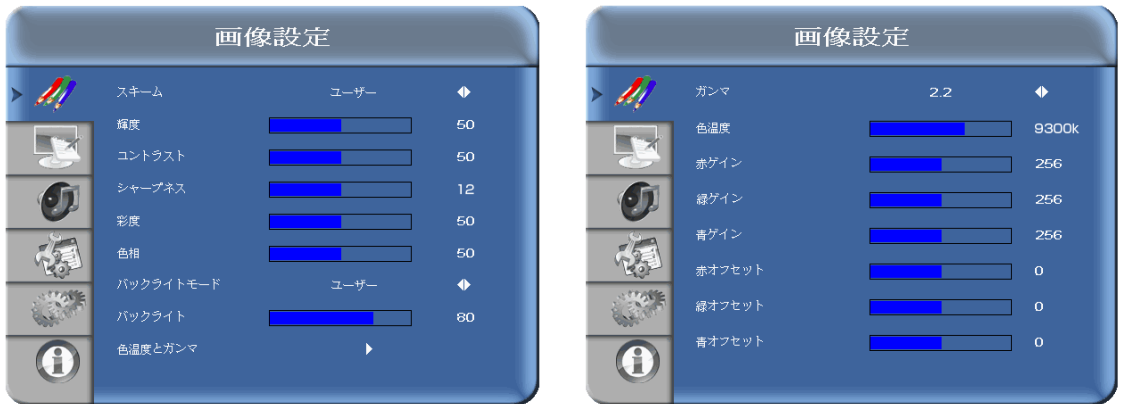 画像設定
スキーム ユーザー
輝度 50
コントラスト 50
シャープネス 12
彩度 50
色相 50
バックライトモード ユーザー
バックライト 80
色温度とガンマ
画像設定
ガンマ 2.2
色温度 9300k
赤ゲイン 256
緑ゲイン 256
青ゲイン 256
赤オフセット 0
緑オフセット 0
青オフセット 0